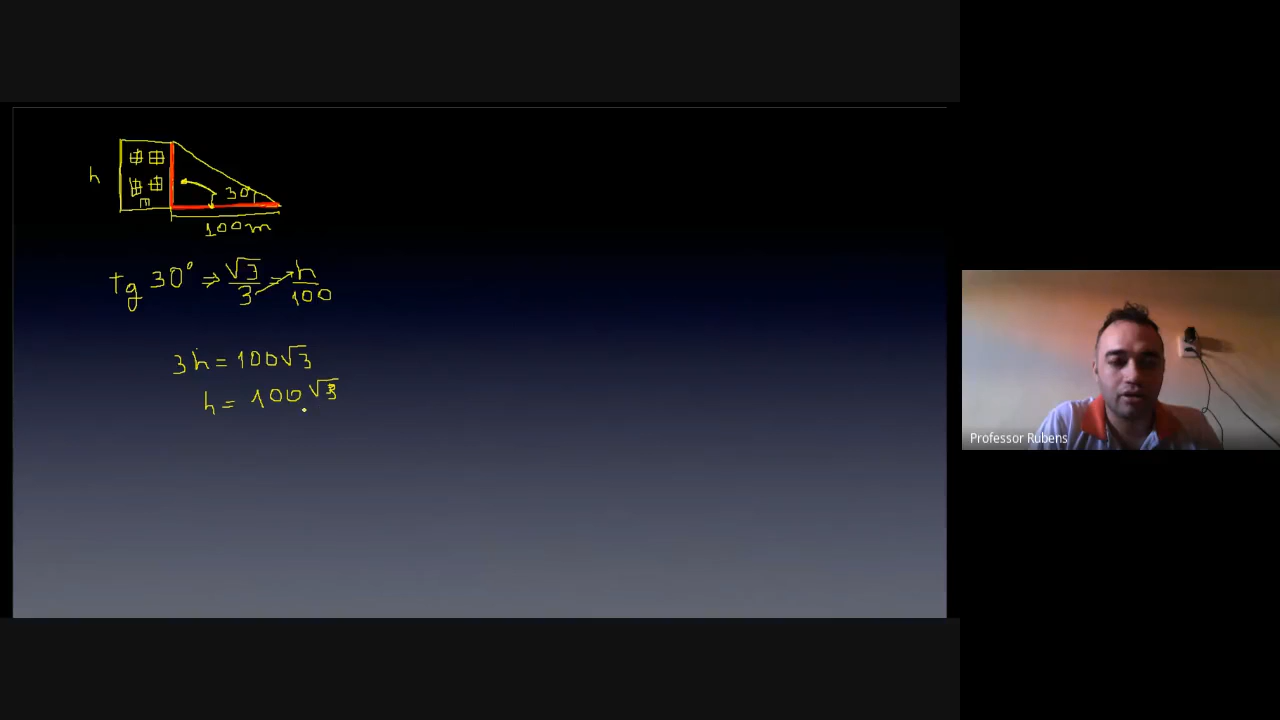 h
30°
100m
tg 30° ⇒ √3/3 = h/100
3h = 100√3
h = 100√3
Professor Rubens